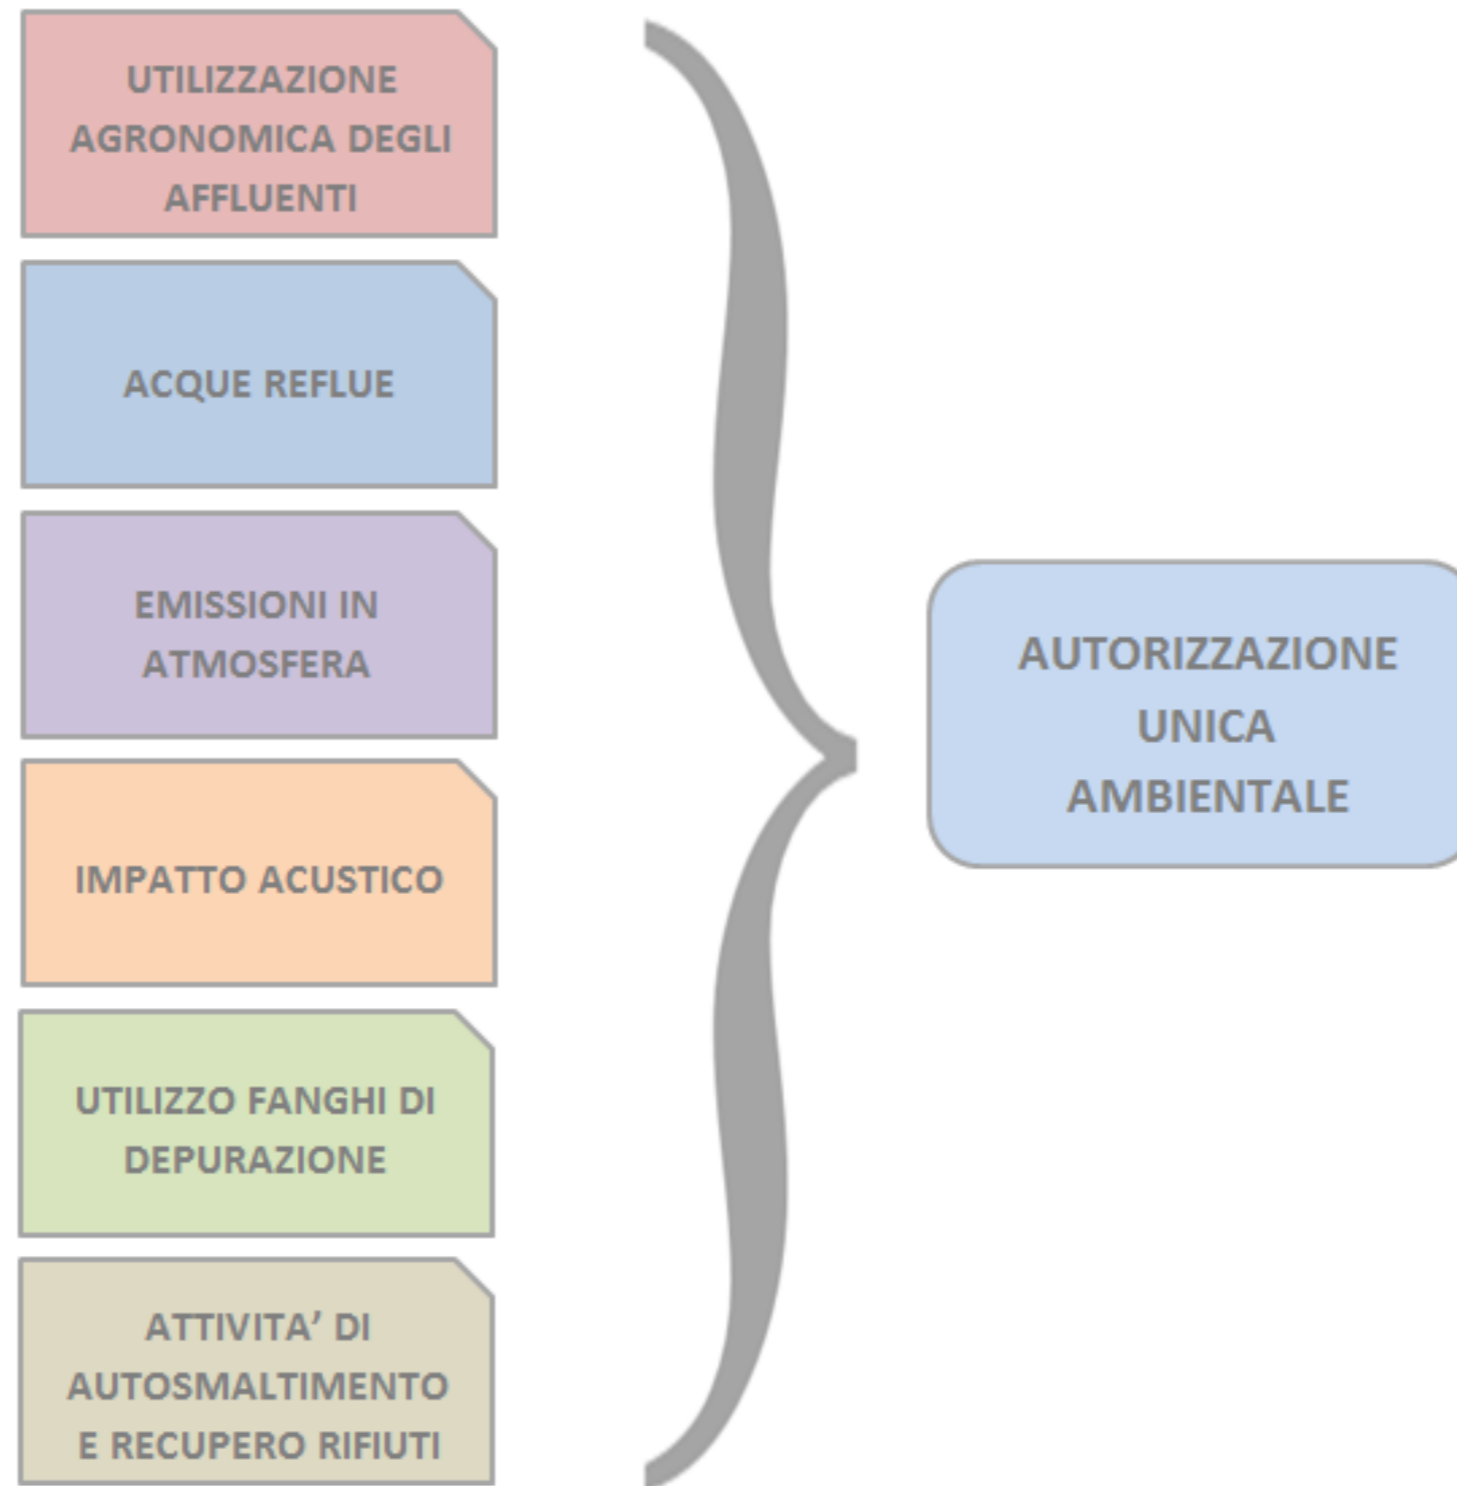 UTILIZZAZIONE
AGRONOMICA DEGLI
AFFLUENTI
ACQUE REFLUE
EMISSIONI IN
ATMOSFERA
IMPATTO ACUSTICO
UTILIZZO FANGHI DI
DEPURAZIONE
ATTIVITA’ DI
AUTOSMALTIMENTO
E RECUPERO RIFIUTI
AUTORIZZAZIONE
UNICA
AMBIENTALE